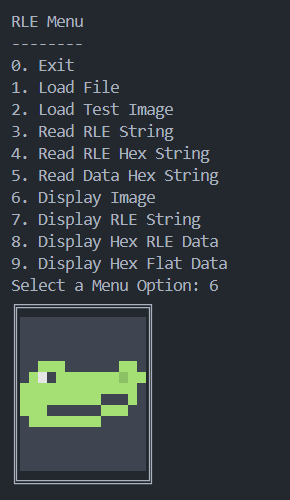 RLE Menu
--------
0. Exit
1. Load File
2. Load Test Image
3. Read RLE String
4. Read RLE Hex String
5. Read Data Hex String
6. Display Image
7. Display RLE String
8. Display Hex RLE Data
9. Display Hex Flat Data
Select a Menu Option: 6